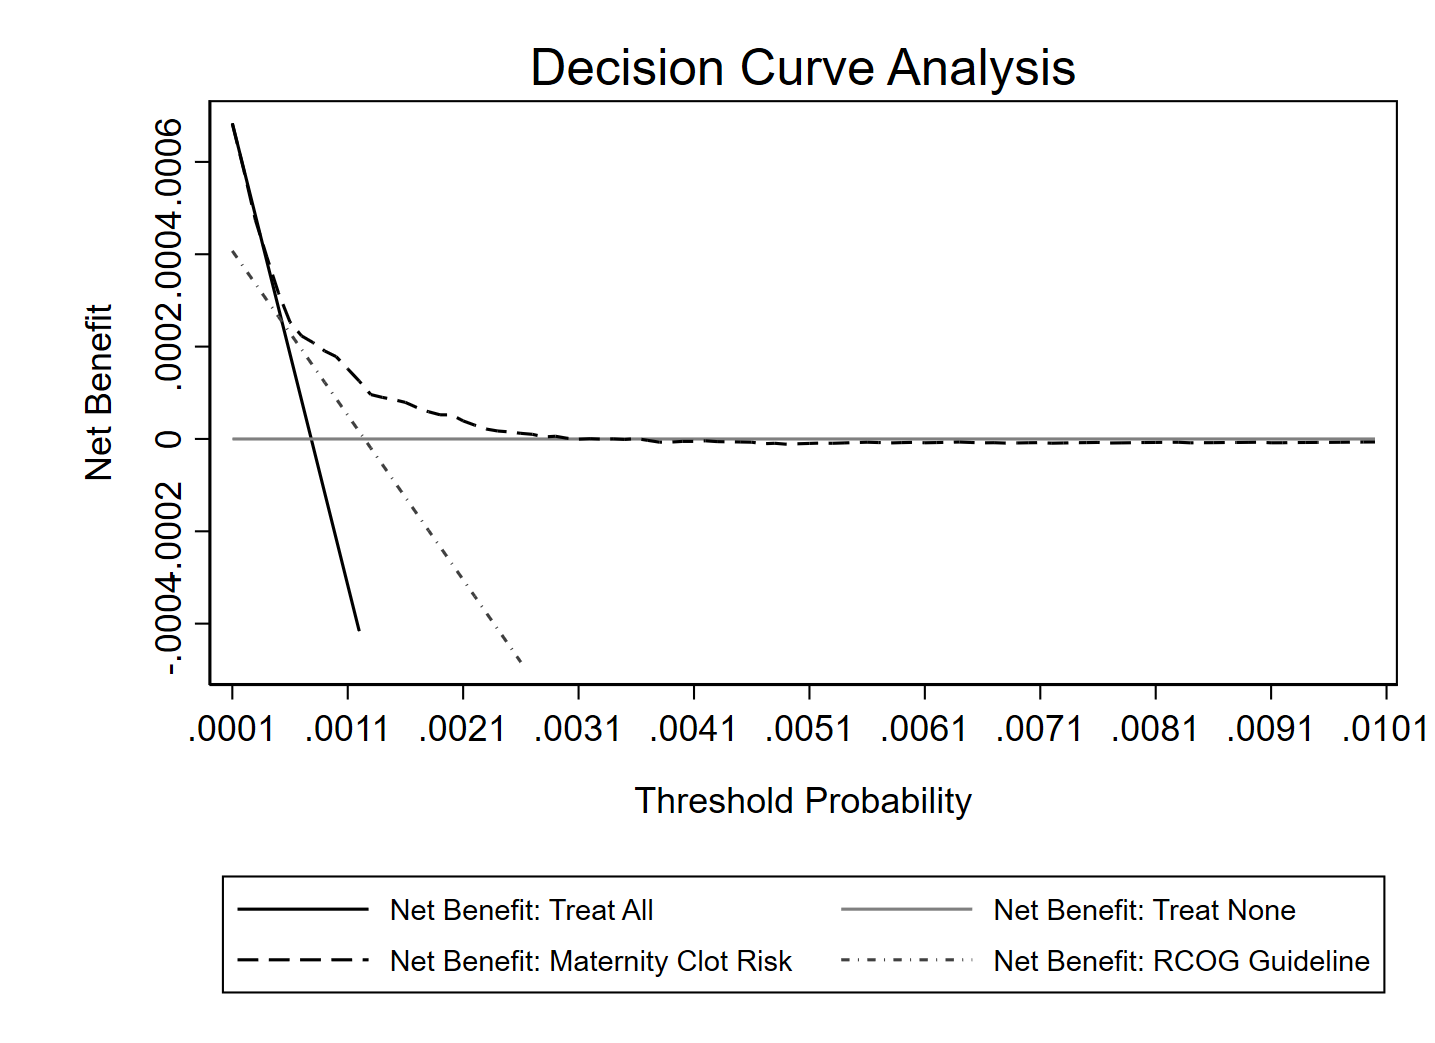 Decision Curve Analysis
Net Benefit
-.0004 .0002 0 .0002 .0004 .0006
.0001 .0011 .0021 .0031 .0041 .0051 .0061 .0071 .0081 .0091 .0101
Threshold Probability
Net Benefit: Treat All Net Benefit: Treat None
Net Benefit: Maternity Clot Risk Net Benefit: RCOG Guideline